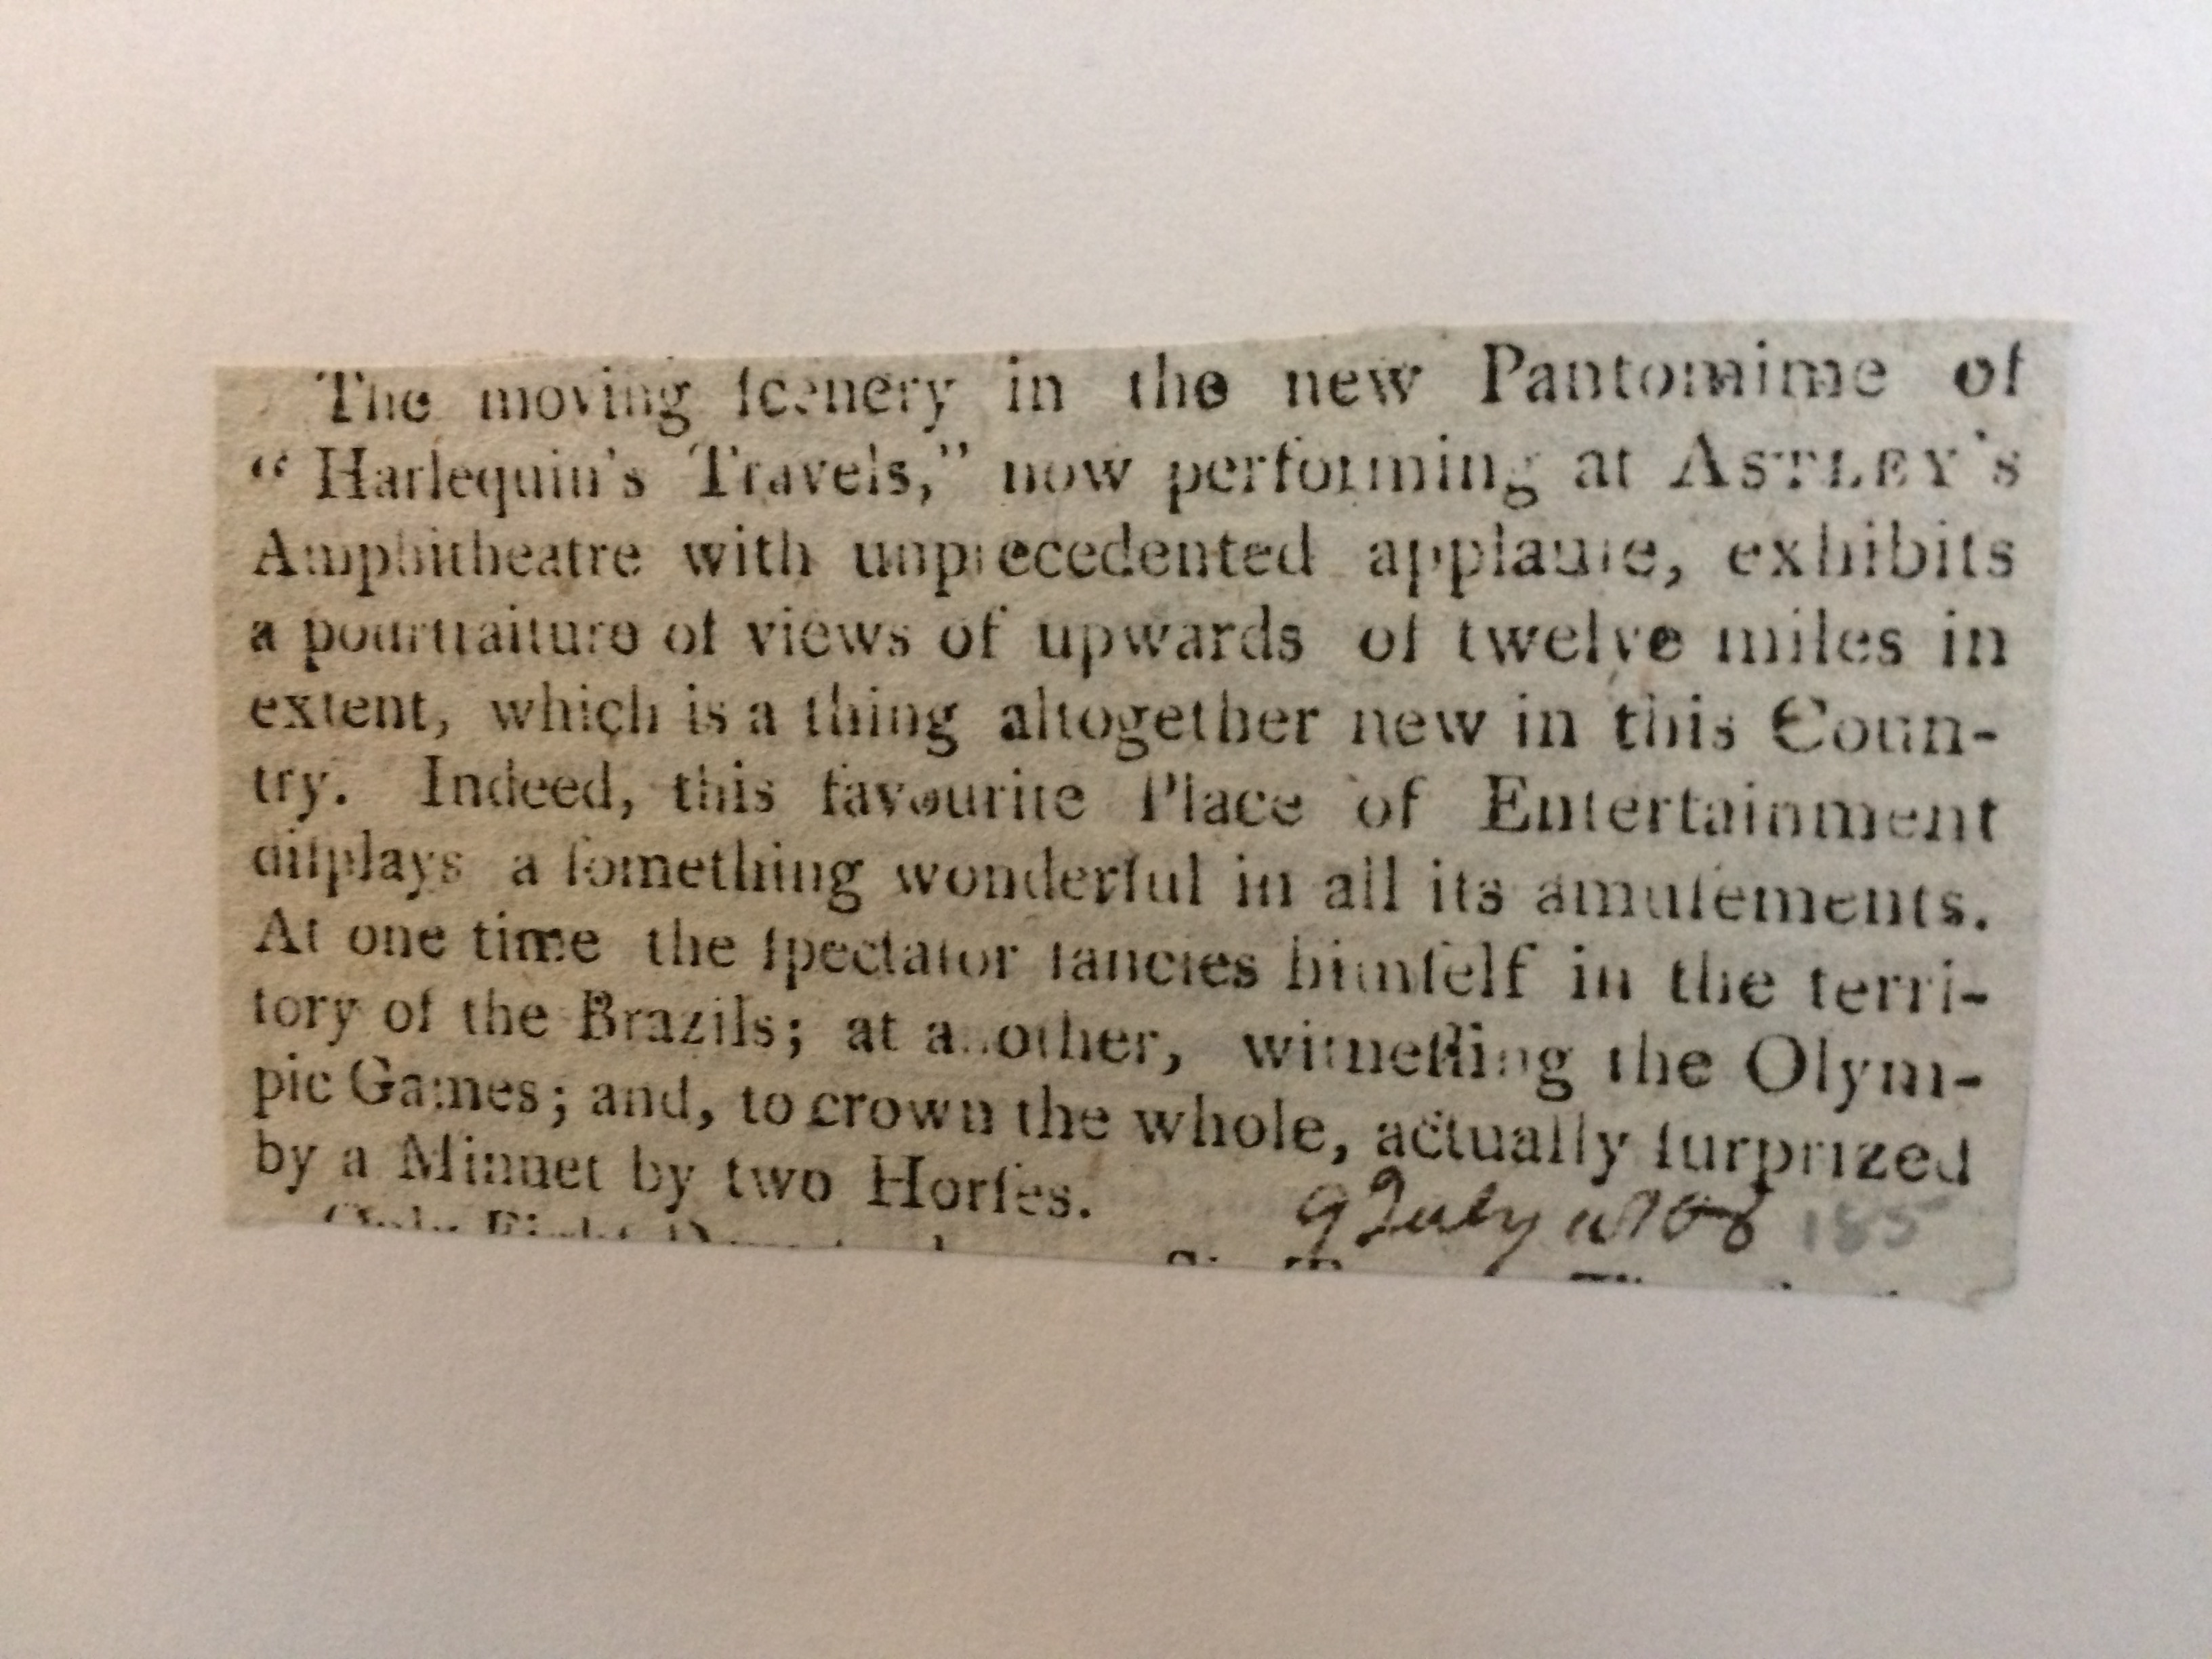 The moving ſcenery in the new Pantomime of
“ Harlequin's Travels,” now performing at ASTLEY's
Amphitheatre with unprecedented applauſe, exhibits
a pourtraiture of views of upwards of twelve miles in
extent, which is a thing altogether new in this Coun-
try. Indeed, this favourite Place of Entertainment
diſplays a ſomething wonderful in all its amuſements.
At one time the ſpectator fancies himſelf in the terri-
tory of the Brazils; at another, witneſſing the Olym-
pic Games; and, to crown the whole, actually ſurprized
by a Minuet by two Horſes.
9 July 185